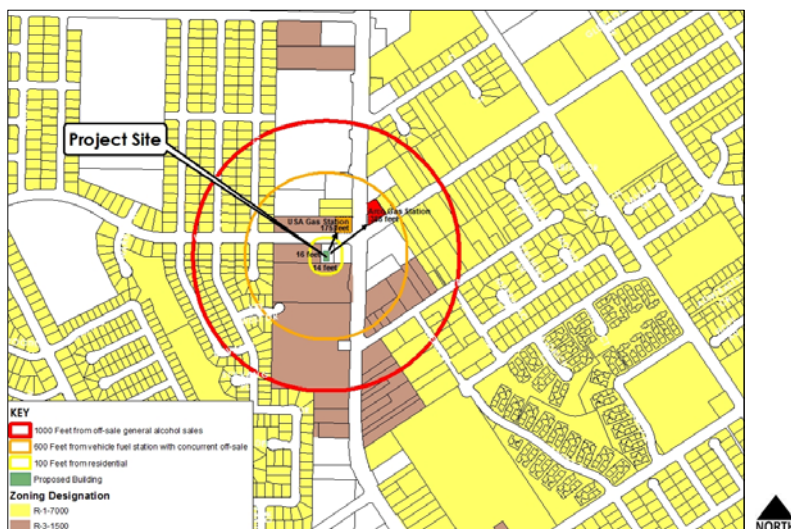 Project Site
USA Gas Station
175 feet
Gas Station
feet
16 feet
14 feet
KEY
1000 Feet from off-sale general alcohol sales
600 Feet from vehicle fuel station with concurrent off-sale
100 Feet from residential
Proposed Building
Zoning Designation
R-1-7000
R-3-1500
NORTH